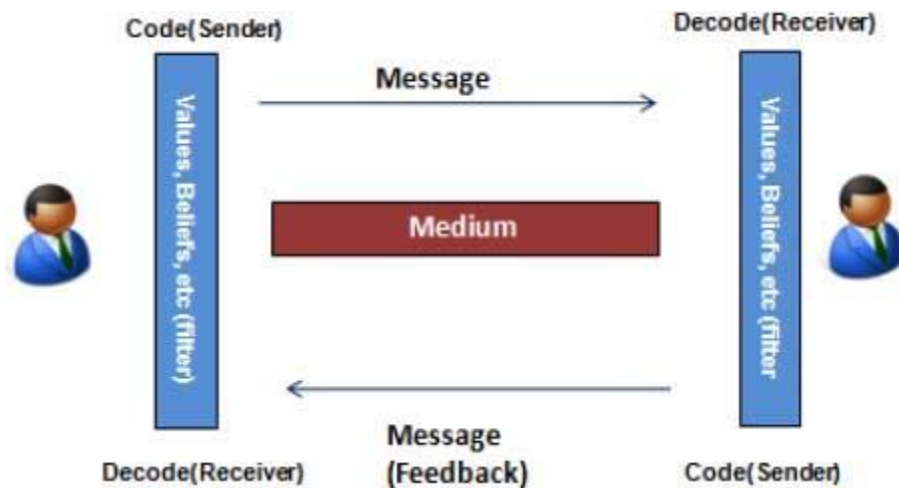 Code(Sender)
Decode(Receiver)
Message
Values, Beliefs, etc (filter)
Medium
Values, Beliefs, etc (filter
Message
(Feedback)
Decode(Receiver)
Code(Sender)